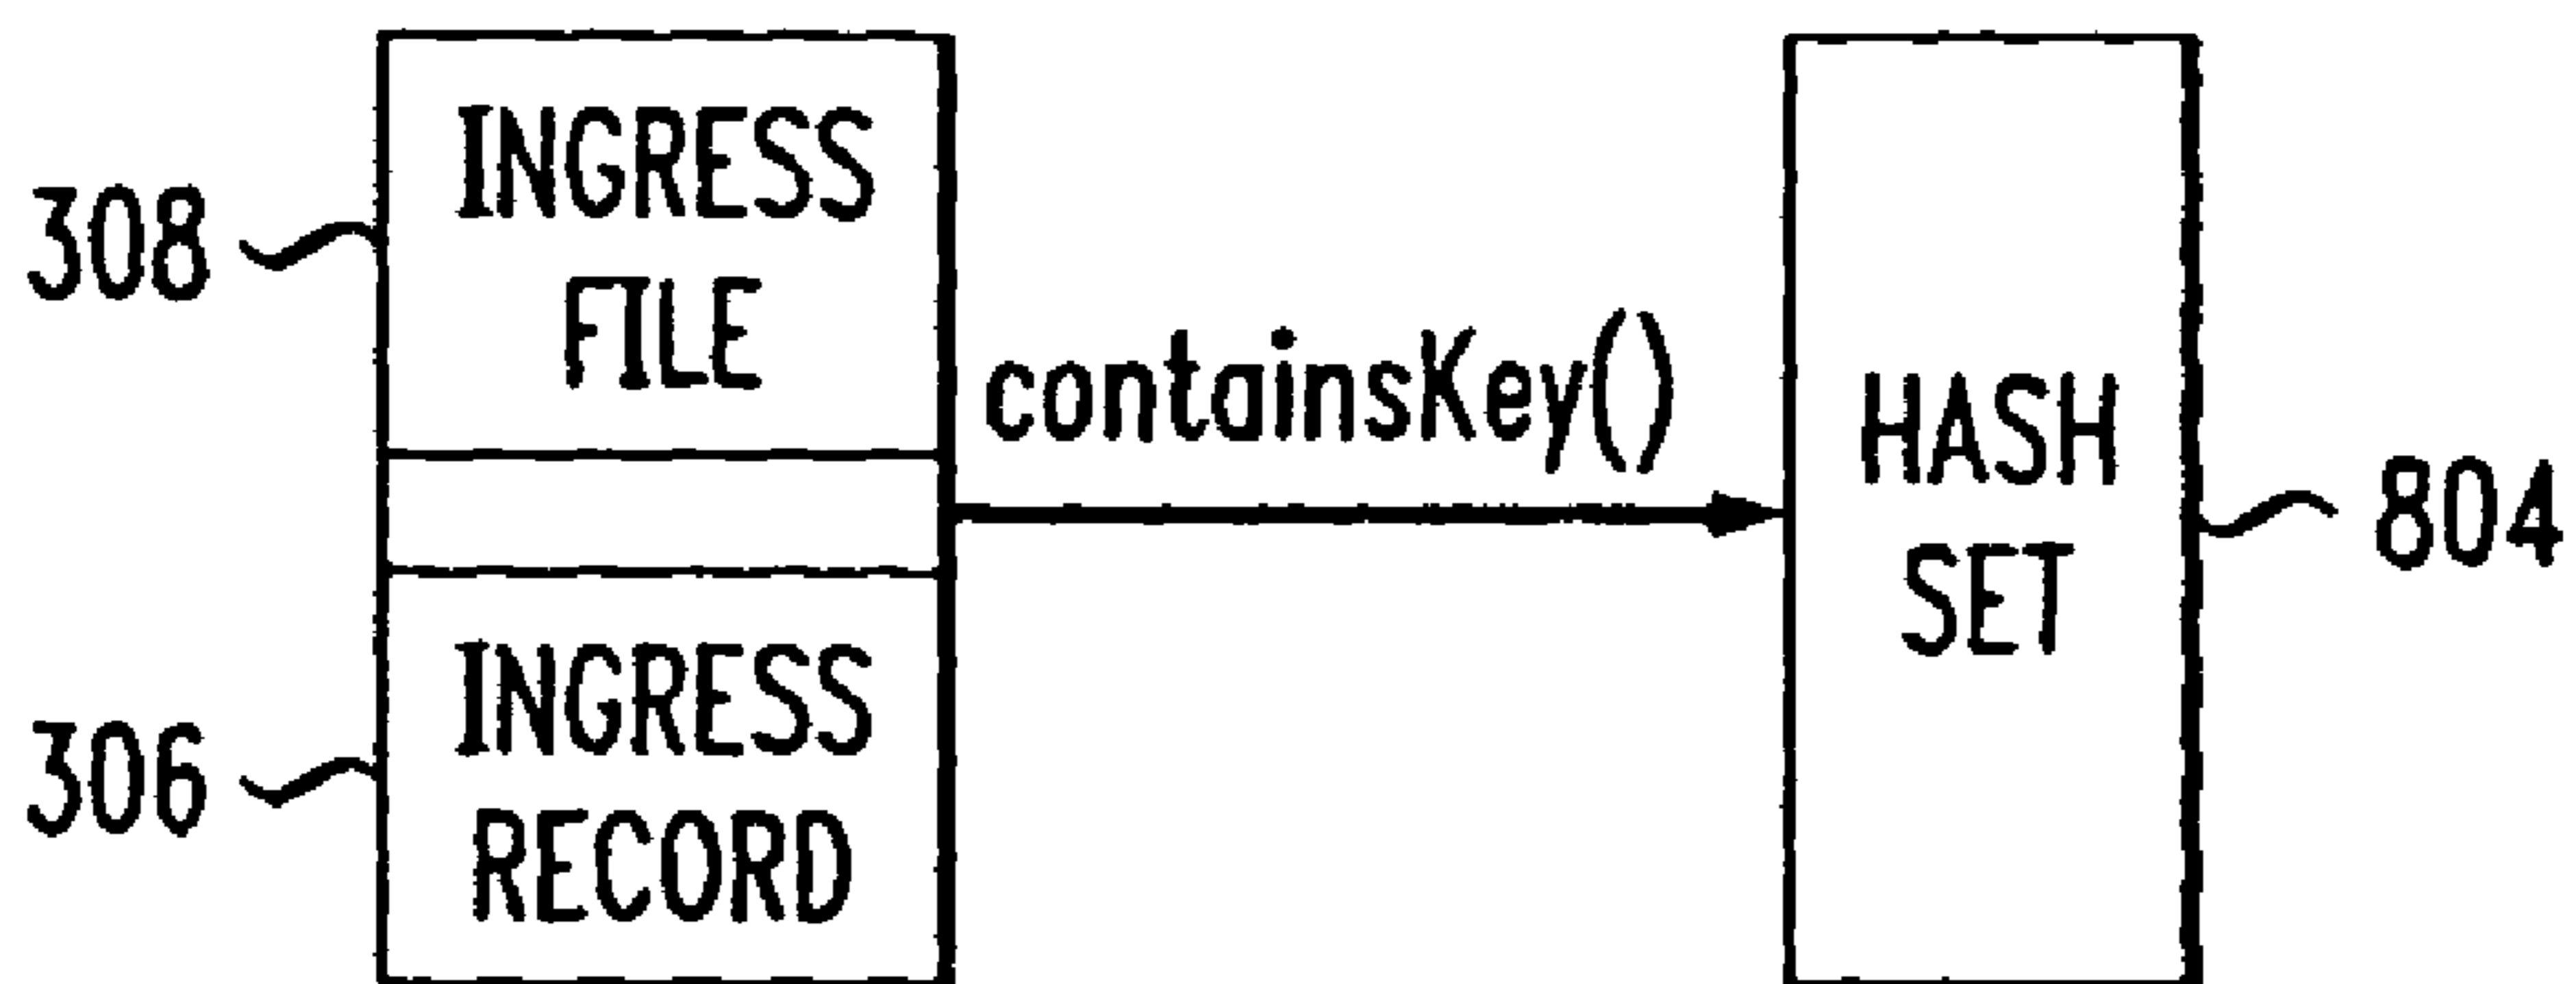 308
INGRESS
FILE
containsKey()
306
INGRESS
RECORD
HASH
SET
804